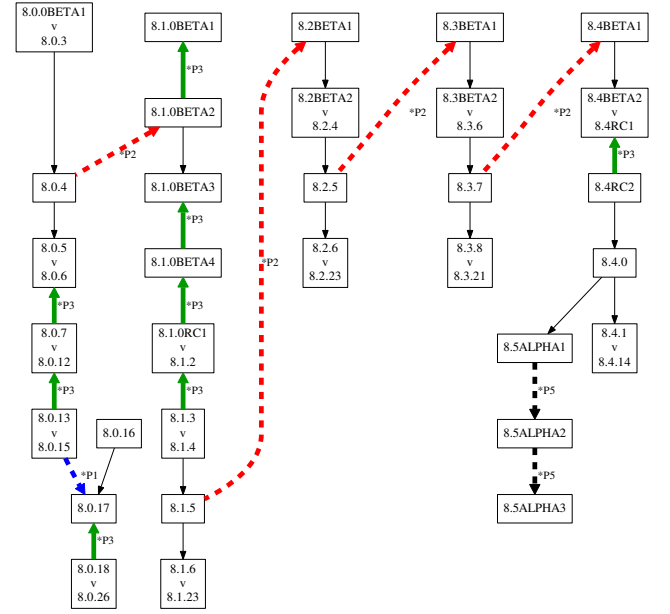 8.0.0BETA1
v
8.0.3
*P2
8.0.4
8.0.5
v
8.0.6
*P3
8.0.7
v
8.0.12
*P3
8.0.13
v
8.0.15
8.0.16
*P1
8.0.17
*P3
8.0.18
v
8.0.26
8.1.0BETA1
*P3
8.1.0BETA2
8.1.0BETA3
*P3
8.1.0BETA4
*P3
8.1.0RC1
v
8.1.2
*P3
8.1.3
v
8.1.4
8.1.5
8.1.6
v
8.1.23
*P2
8.2BETA1
8.2BETA2
v
8.2.4
8.2.5
8.2.6
v
8.2.23
*P2
8.3BETA1
8.3BETA2
v
8.3.6
8.3.7
8.3.8
v
8.3.21
*P2
8.4BETA1
8.4BETA2
v
8.4RC1
*P3
8.4RC2
8.4.0
8.4.1
v
8.4.14
8.5ALPHA1
*P5
8.5ALPHA2
*P5
8.5ALPHA3